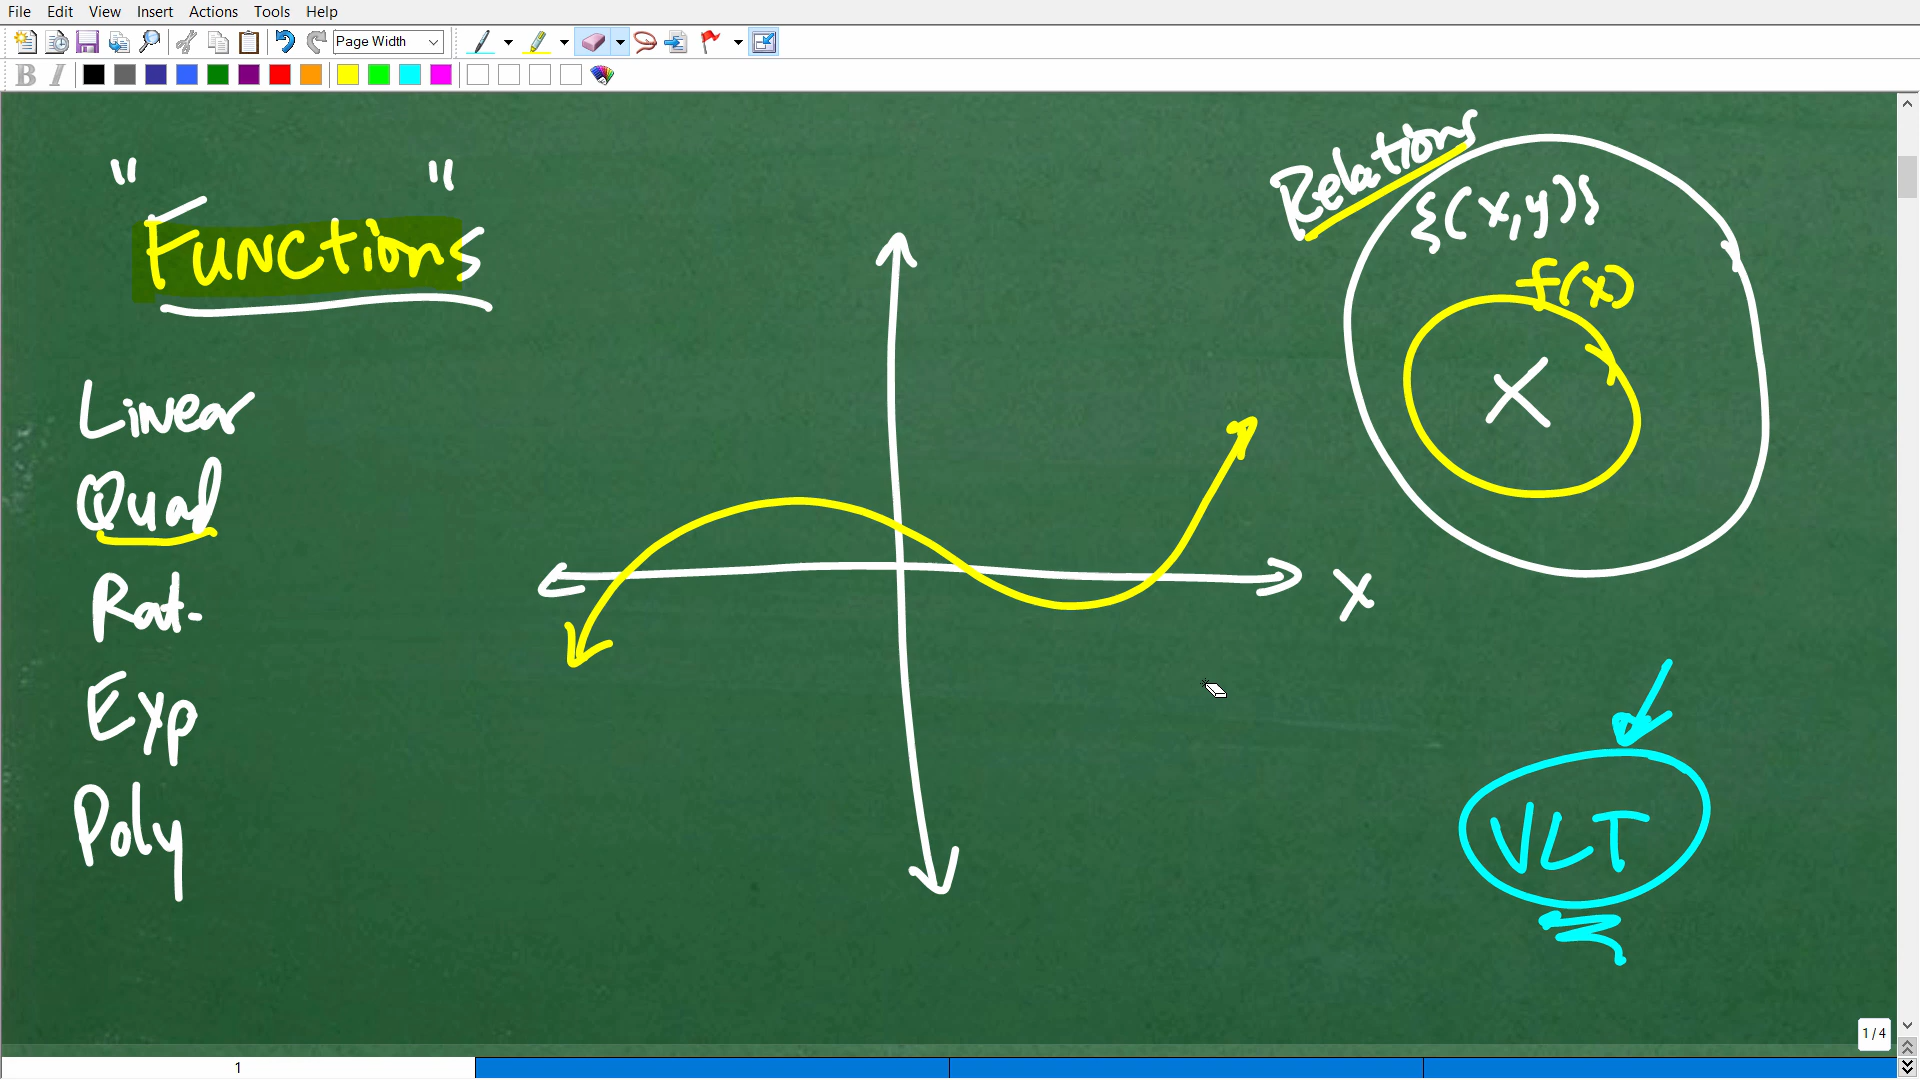 File Edit View Insert Actions Tools Help
Page Width
B I
" Functions "
Linear
Quad
Rat.
Exp
Poly
X
Relations
{(x,y)}
f(x)
X
VLT
1 / 4
1